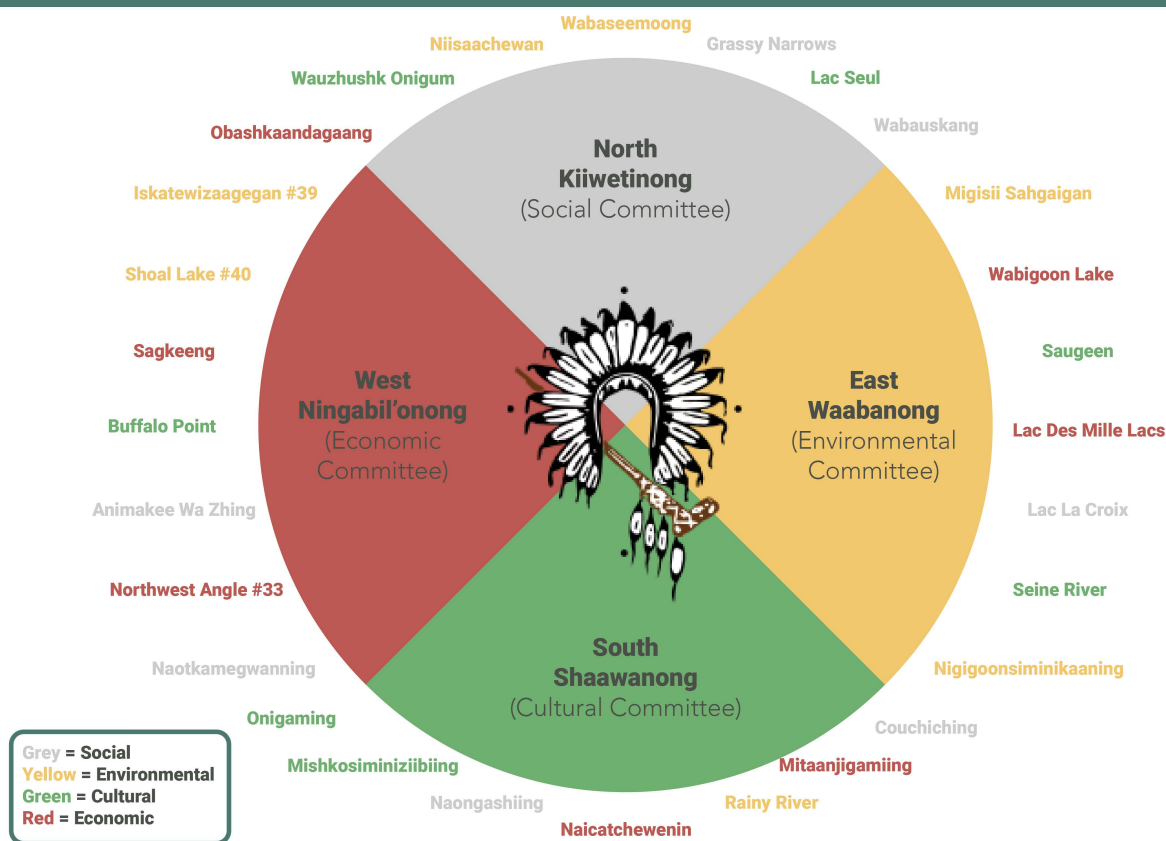 Wabaseemoong
Niisaachewan
Grassy Narrows
Wauzhushk Onigum
Lac Seul
Wabauskang
Obashkaandagaang
North
Kiiwetinong
(Social Committee)
Iskatewizaagegan #39
Migisii Sahgaigan
Shoal Lake #40
Wabigoon Lake
Sagkeeng
Saugeen
West
Ningabil’onong
(Economic
Committee)
East
Waabanong
(Environmental
Committee)
Buffalo Point
Lac Des Mille Lacs
Animakee Wa Zhing
Lac La Croix
Northwest Angle #33
Seine River
South
Shaawanong
(Cultural Committee)
Naotkamegwanning
Nigigoonsiminikaaning
Onigaming
Couchiching
Mishkosiminiziibiing
Mitaanjigamiing
Naongashiing
Rainy River
Naicatchewenin
Grey = Social
Yellow = Environmental
Green = Cultural
Red = Economic